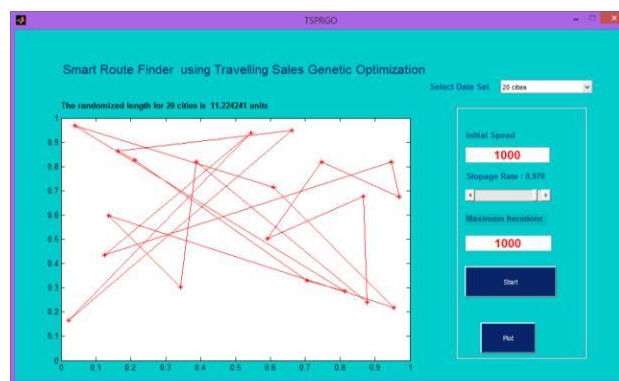 TSPRGO
Smart Route Finder using Travelling Sales Genetic Optimization
Select Data Set
20 cities
The randomized length for 20 cities is 11.224241 units
1
0.9
0.8
0.7
0.6
0.5
0.4
0.3
0.2
0.1
0
0
0.1
0.2
0.3
0.4
0.5
0.6
0.7
0.8
0.9
1
Initial Speed
1000
Stopage Rate : 0.978
Maximum Iterations
1000
Start
Plot